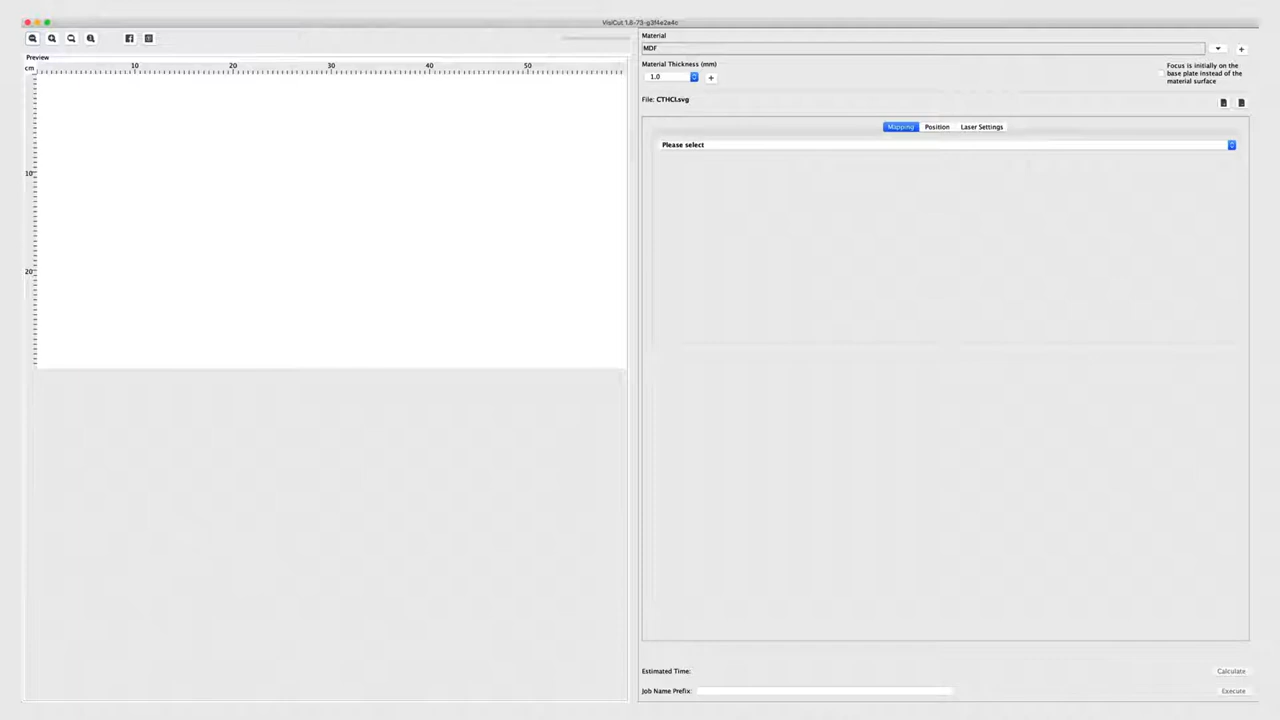 VisiCut 1.8-73-g3f4e2a4c
Preview
cm
10
20
30
40
50
10
20
Material
MDF
Material Thickness (mm)
1.0
Focus is initially on the
base plate instead of the
material surface
File: CTHCI.svg
Mapping
Position
Laser Settings
Please select
Estimated Time:
Calculate
Job Name Prefix:
Execute